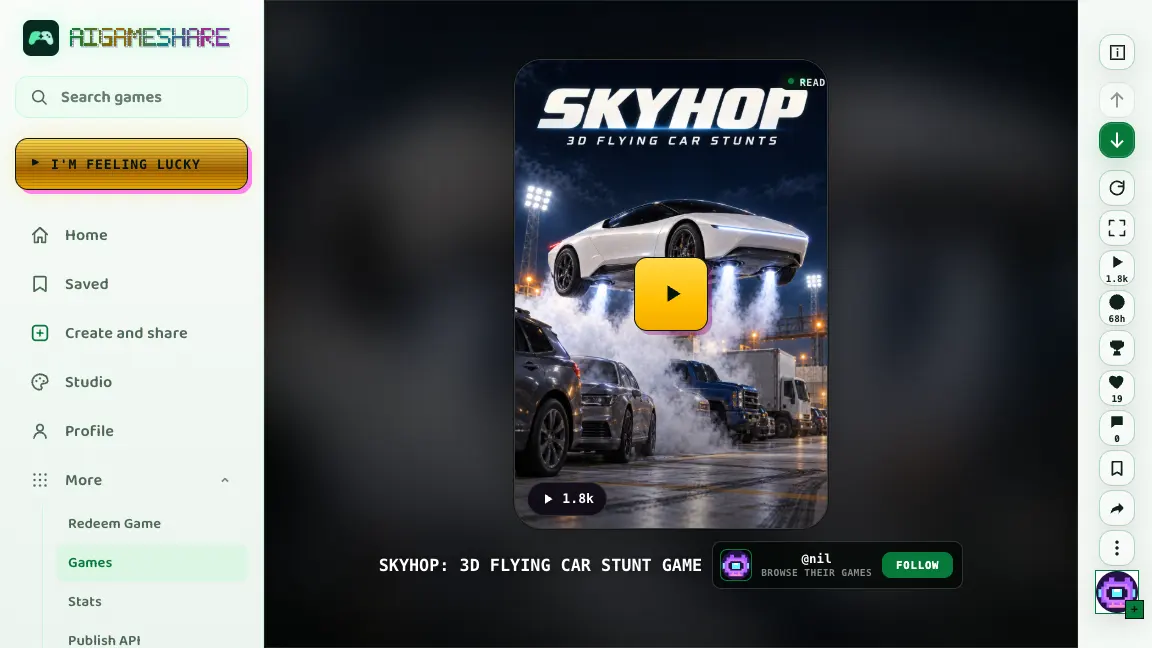 AIGAMESHARE
Search games
I'M FEELING LUCKY
Home
Saved
Create and share
Studio
Profile
More
Redeem Game
Games
Stats
Publish API
READ
SKYHOP
3D FLYING CAR STUNTS
1.8k
SKYHOP: 3D FLYING CAR STUNT GAME
@nil
BROWSE THEIR GAMES
FOLLOW
1.8k
68h
19
0